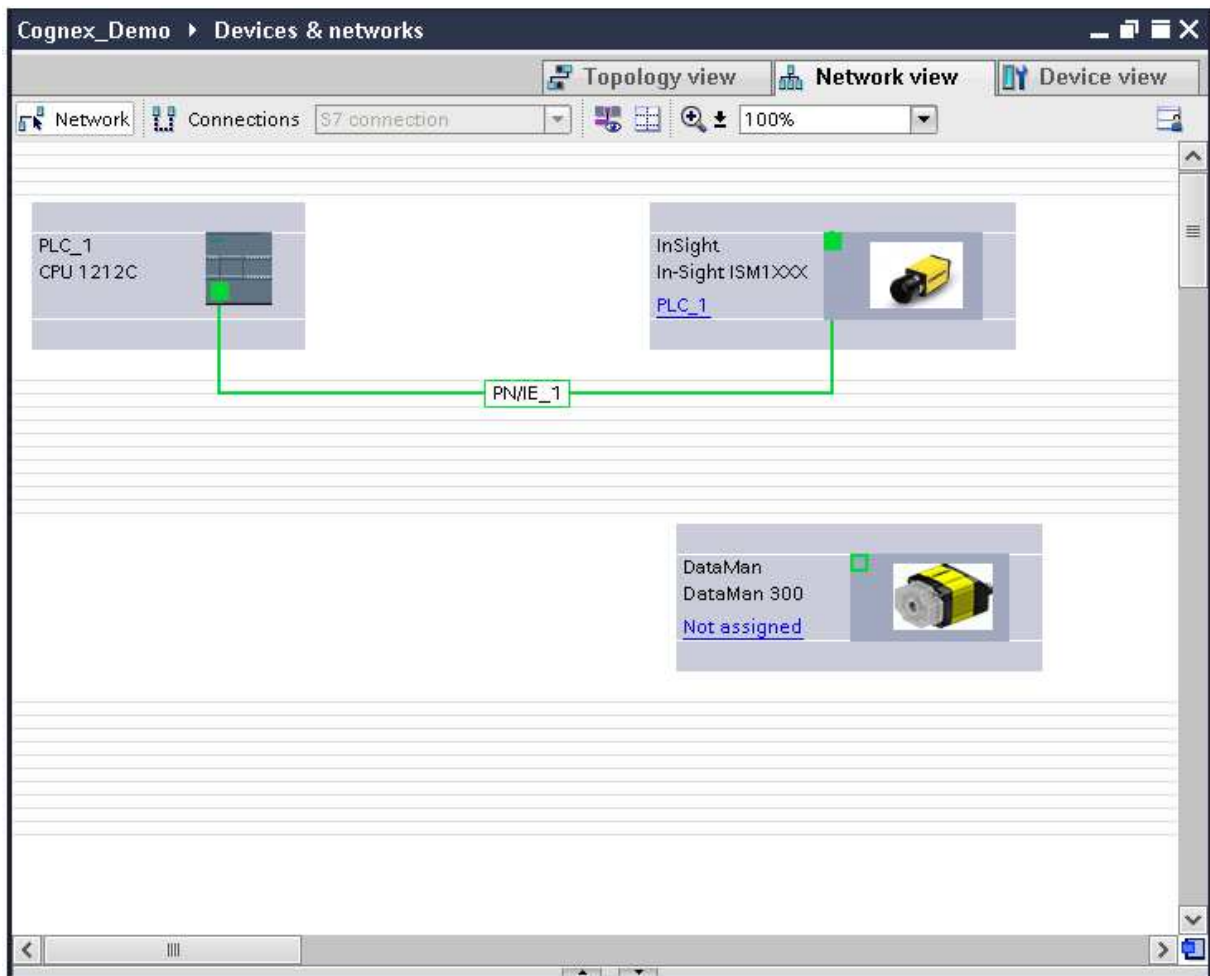 Cognex_Demo ▸ Devices & networks
Topology view
Network view
Device view
Network
Connections
S7 connection
100%
PLC_1
CPU 1212C
InSight
In-Sight ISM1XXX
PLC_1
PN/IE_1
DataMan
DataMan 300
Not assigned